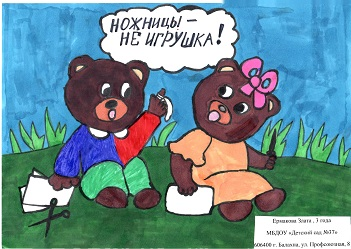 НОЖНИЦЫ –
НЕ ИГРУШКА!
Ермакова Злата , 3 года
МБДОУ «Детский сад №37»
606400 г. Балахна, ул. Профсоюзная, 8